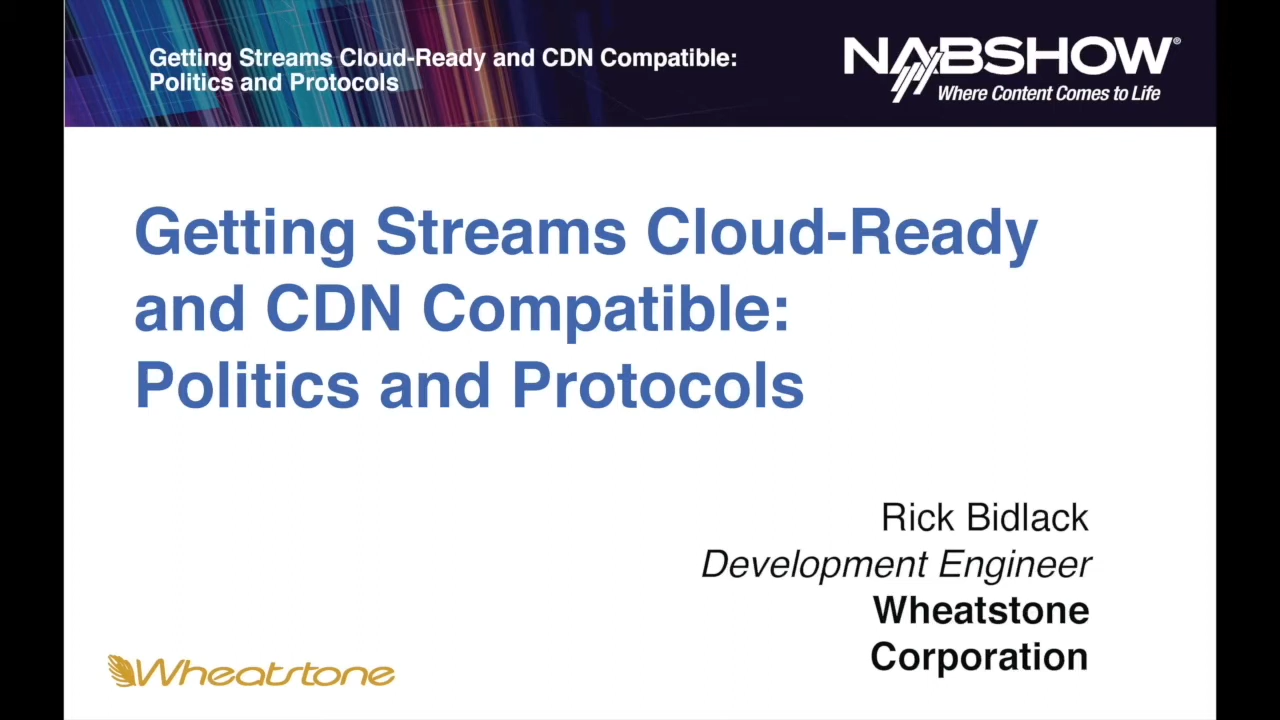 Getting Streams Cloud-Ready and CDN Compatible:
Politics and Protocols
NABSHOW®
Where Content Comes to Life
Getting Streams Cloud-Ready
and CDN Compatible:
Politics and Protocols
Rick Bidlack
Development Engineer
Wheatstone
Corporation
Wheatstone